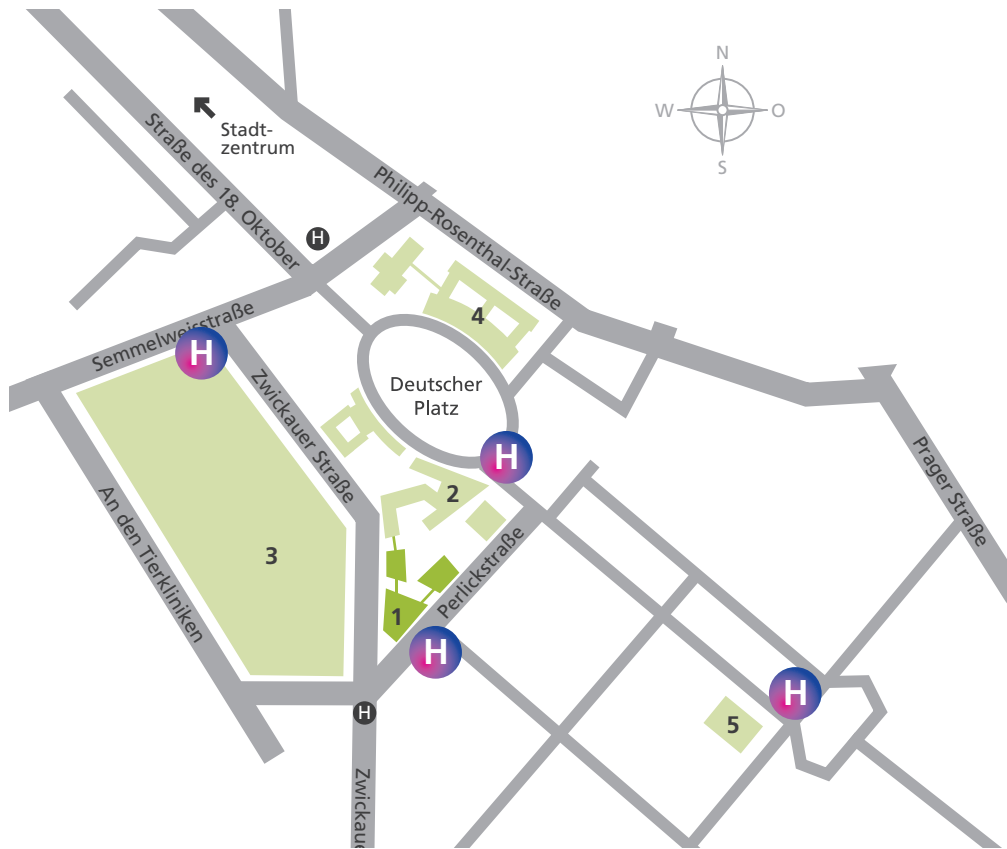 N
W
O
S
Stadt-
zentrum
Straße des 18. Oktober
Philipp-Rosenthal-Straße
H
4
Semmelweisstraße
H
Zwickauer Straße
Deutscher
Platz
H
2
Prager Straße
An den Tierkliniken
3
Perlickstraße
1
H
H
5
H
Zwickaue